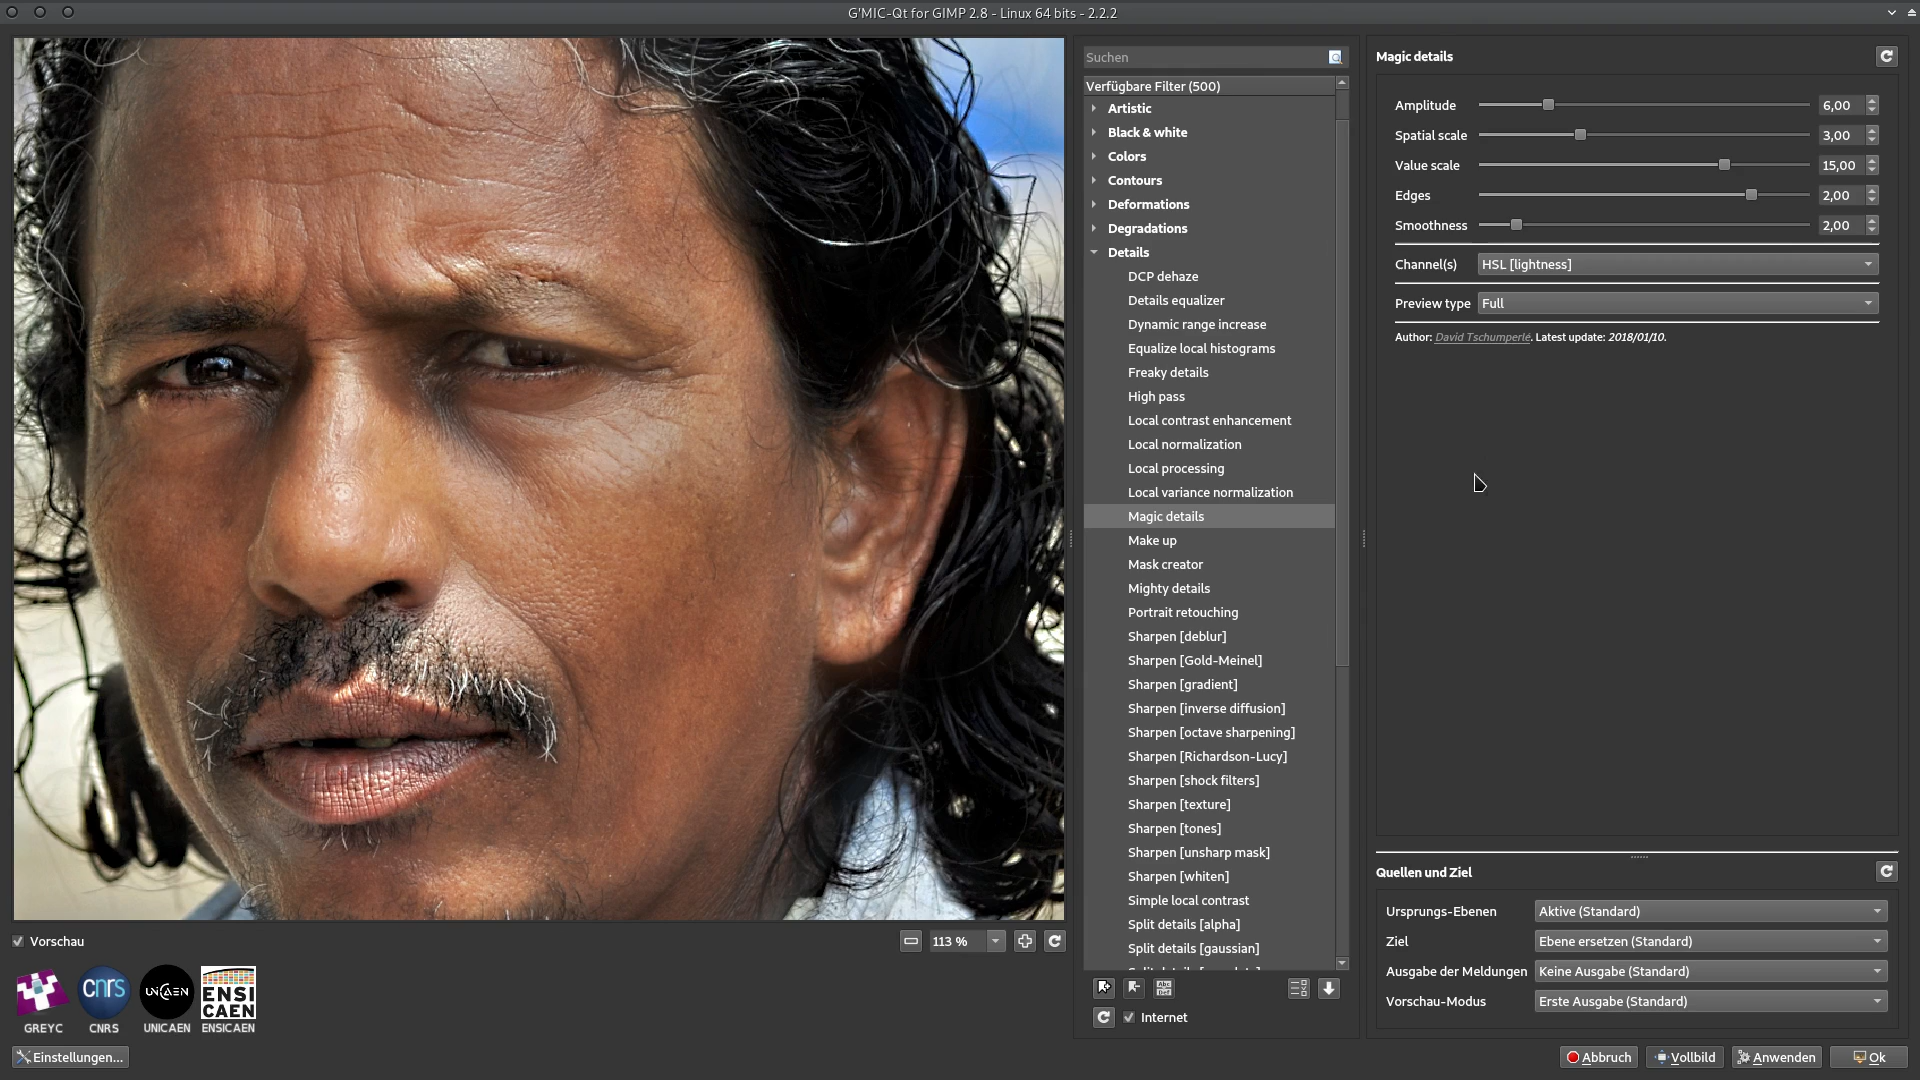 G'MIC-Qt for GIMP 2.8 - Linux 64 bits - 2.2.2
Suchen
Verfügbare Filter (500)
Artistic
Black & white
Colors
Contours
Deformations
Degradations
Details
DCP dehaze
Details equalizer
Dynamic range increase
Equalize local histograms
Freaky details
High pass
Local contrast enhancement
Local normalization
Local processing
Local variance normalization
Magic details
Make up
Mask creator
Mighty details
Portrait retouching
Sharpen [deblur]
Sharpen [Gold-Meinel]
Sharpen [gradient]
Sharpen [inverse diffusion]
Sharpen [octave sharpening]
Sharpen [Richardson-Lucy]
Sharpen [shock filters]
Sharpen [texture]
Sharpen [tones]
Sharpen [unsharp mask]
Sharpen [whiten]
Simple local contrast
Split details [alpha]
Split details [gaussian]
Internet
Magic details
Amplitude 6,00
Spatial scale 3,00
Value scale 15,00
Edges 2,00
Smoothness 2,00
Channel(s) HSL [lightness]
Preview type Full
Author: David Tschumperlé. Latest update: 2018/01/10.
Quellen und Ziel
Ursprungs-Ebenen Aktive (Standard)
Ziel Ebene ersetzen (Standard)
Ausgabe der Meldungen Keine Ausgabe (Standard)
Vorschau-Modus Erste Ausgabe (Standard)
Vorschau
113 %
cnrs
UNICAEN
ENSI
CAEN
GREYC CNRS UNICAEN ENSICAEN
Einstellungen...
Abbruch Vollbild Anwenden Ok